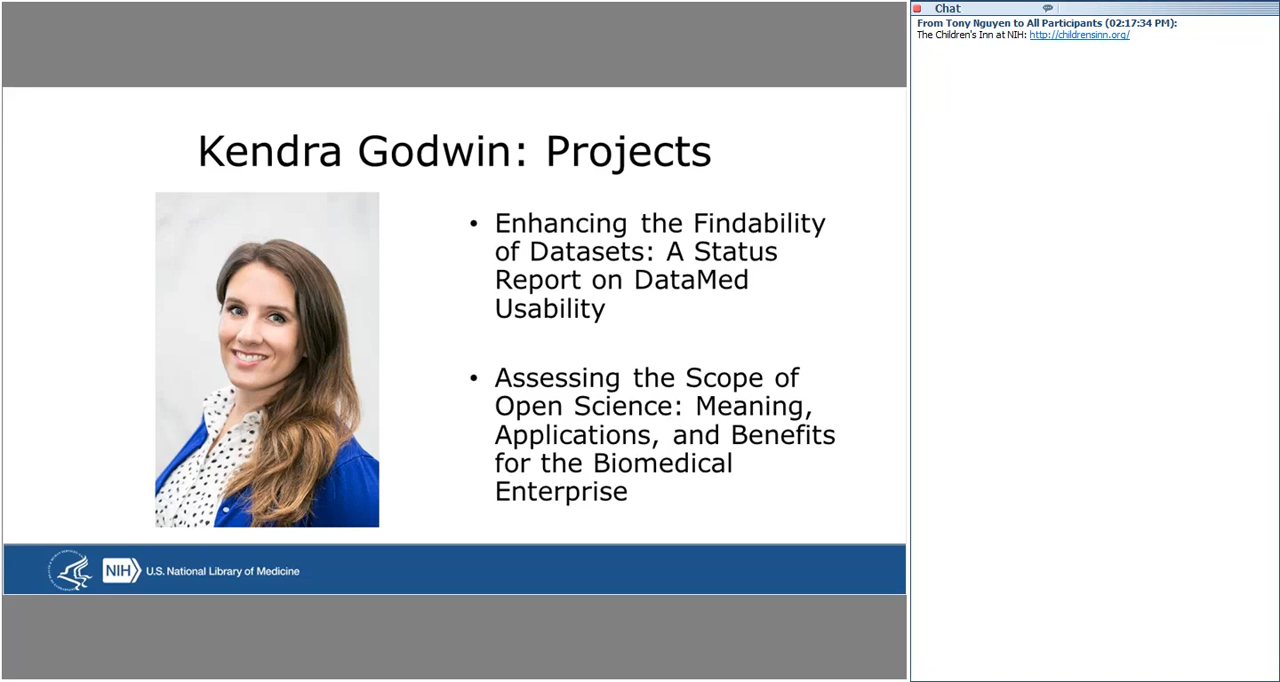 Kendra Godwin: Projects
• Enhancing the Findability
of Datasets: A Status
Report on DataMed
Usability
• Assessing the Scope of
Open Science: Meaning,
Applications, and Benefits
for the Biomedical
Enterprise
NIH U.S. National Library of Medicine
Chat
From Tony Nguyen to All Participants (02:17:34 PM):
The Children's Inn at NIH: http://childrensinn.org/